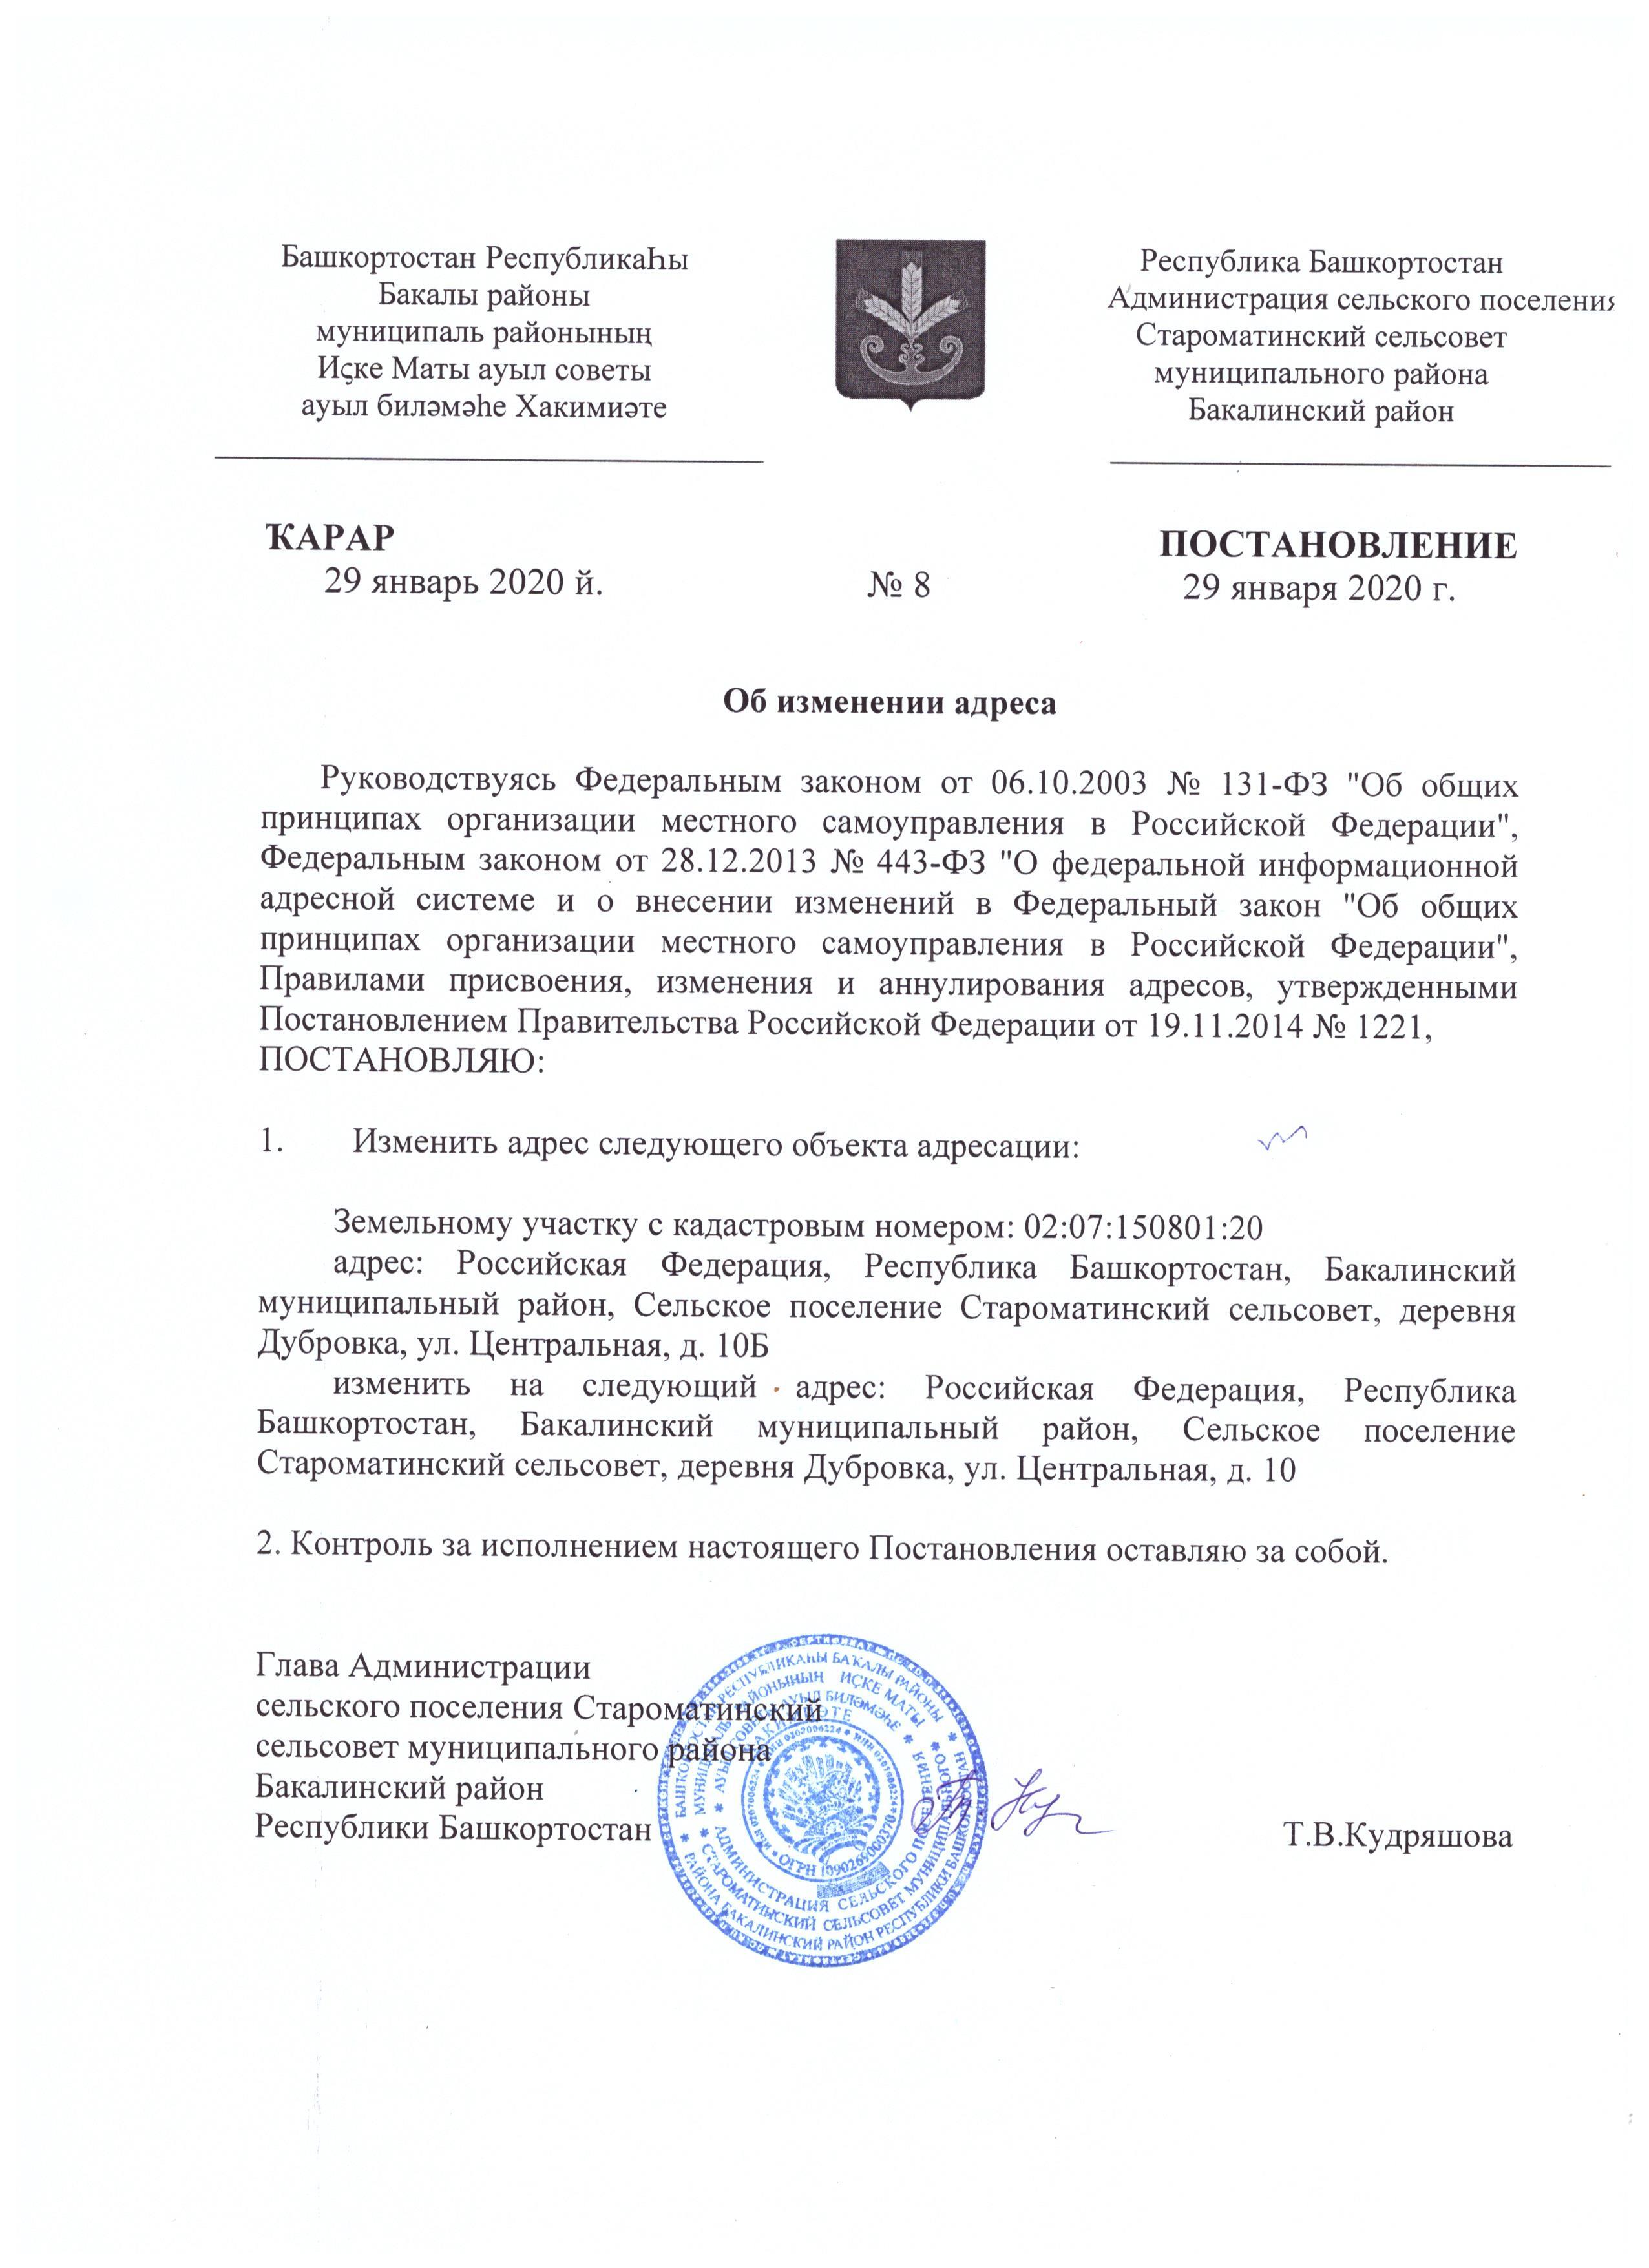 Башкортостан Республикаһы
Бакалы районы
муниципаль районының
Иҫке Маты ауыл советы
ауыл биләмәһе Хакимиәте
Республика Башкортостан
Администрация сельского поселения
Староматинский сельсовет
муниципального района
Бакалинский район
ҠАРАР
ПОСТАНОВЛЕНИЕ
29 январь 2020 й.
№ 8
29 января 2020 г.
Об изменении адреса
Руководствуясь Федеральным законом от 06.10.2003 № 131-ФЗ "Об общих
принципах организации местного самоуправления в Российской Федерации",
Федеральным законом от 28.12.2013 № 443-ФЗ "О федеральной информационной
адресной системе и о внесении изменений в Федеральный закон "Об общих
принципах организации местного самоуправления в Российской Федерации",
Правилами присвоения, изменения и аннулирования адресов, утвержденными
Постановлением Правительства Российской Федерации от 19.11.2014 № 1221,
ПОСТАНОВЛЯЮ:
1. Изменить адрес следующего объекта адресации:
Земельному участку с кадастровым номером: 02:07:150801:20
адрес: Российская Федерация, Республика Башкортостан, Бакалинский
муниципальный район, Сельское поселение Староматинский сельсовет, деревня
Дубровка, ул. Центральная, д. 10Б
изменить на следующий адрес: Российская Федерация, Республика
Башкортостан, Бакалинский муниципальный район, Сельское поселение
Староматинский сельсовет, деревня Дубровка, ул. Центральная, д. 10
2. Контроль за исполнением настоящего Постановления оставляю за собой.
Глава Администрации
сельского поселения Староматинский
сельсовет муниципального района
Бакалинский район
Республики Башкортостан
Т.В.Кудряшова
БАШКОРТОСТАН РЕСПУБЛИКАҺЫ БАҠАЛЫ РАЙОНЫ
МУНИЦИПАЛЬ РАЙОНЫНЫҢ ИҪКЕ МАТЫ
АУЫЛ СОВЕТЫ АУЫЛ БИЛӘМӘҺЕ
ХАКИМИӘТЕ
АДМИНИСТРАЦИЯ СЕЛЬСКОГО ПОСЕЛЕНИЯ
СТАРОМАТИНСКИЙ СЕЛЬСОВЕТ МУНИЦИПАЛЬНОГО
РАЙОНА БАКАЛИНСКИЙ РАЙОН РЕСПУБЛИКИ БАШКОРТОСТАН
ОГРН 1090269000370